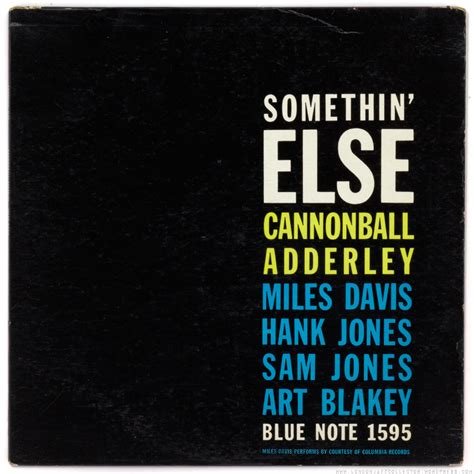 SOMETHIN'
ELSE
CANNONBALL
ADDERLEY
MILES DAVIS
HANK JONES
SAM JONES
ART BLAKEY
BLUE NOTE 1595
MILES DAVIS PERFORMS BY COURTESY OF COLUMBIA RECORDS